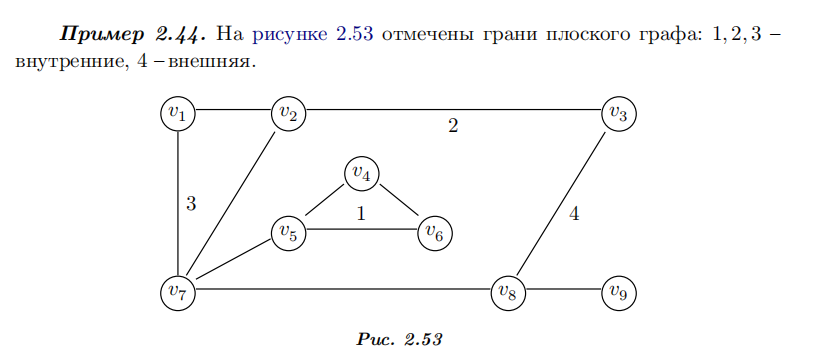 Пример 2.44. На рисунке 2.53 отмечены грани плоского графа: 1, 2, 3 –
внутренние, 4 – внешняя.
v1
v2
v3
2
v4
3
1
4
v5
v6
v7
v8
v9
Рис. 2.53